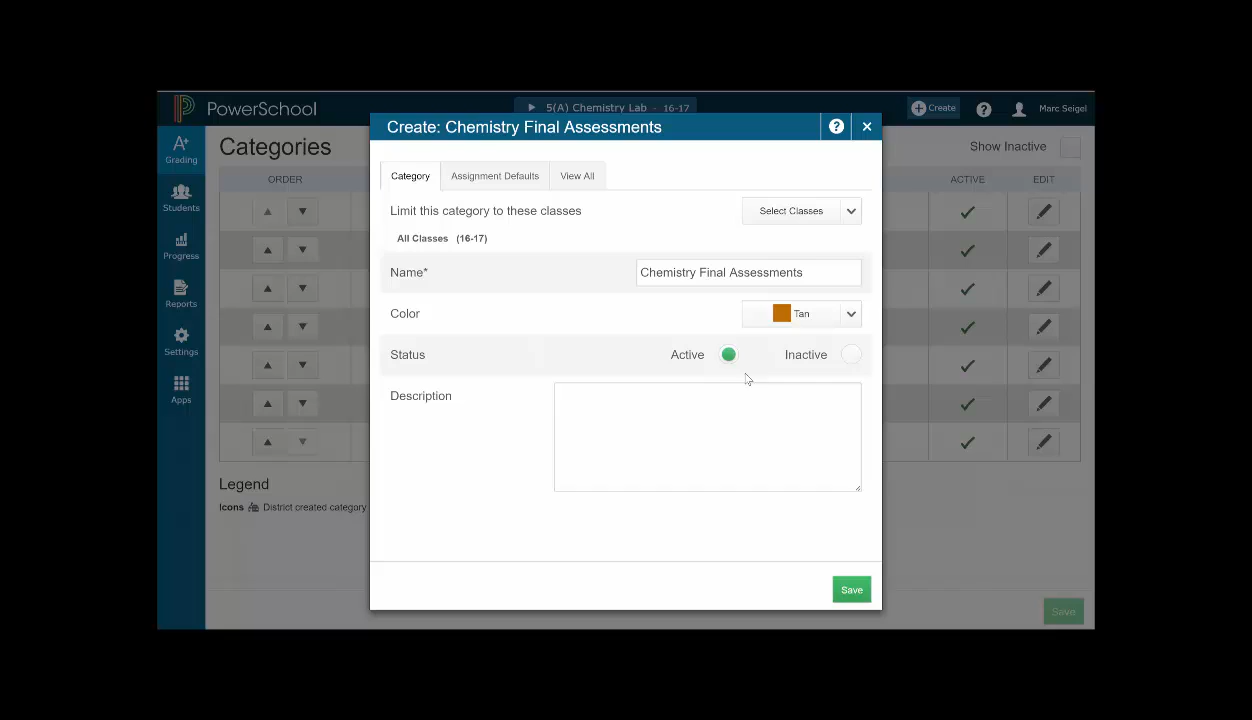 PowerSchool
5(A) Chemistry Lab - 16-17
Create
Marc Seigel
Grading
Students
Progress
Reports
Settings
Apps
Categories
Show Inactive
ORDER
ACTIVE
EDIT
Legend
Icons District created category
Save
Create: Chemistry Final Assessments
Category
Assignment Defaults
View All
Limit this category to these classes
Select Classes
All Classes (16-17)
Name*
Chemistry Final Assessments
Color
Tan
Status
Active
Inactive
Description
Save